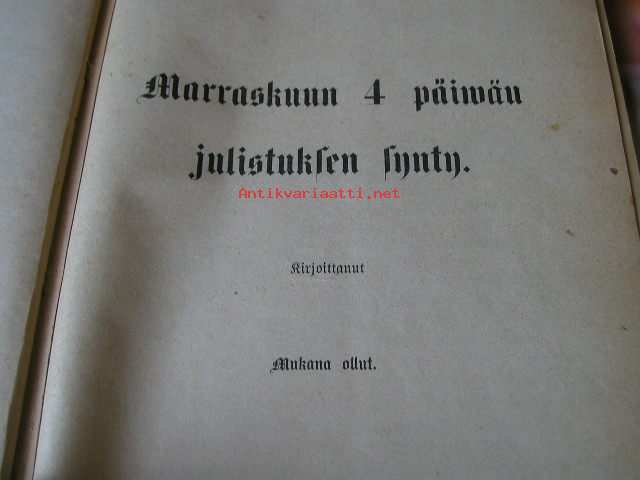 Marraskuun 4 päiwän
julistuksen synty.
Antikvariaatti.net
Kirjoittanut
Mukana ollut.